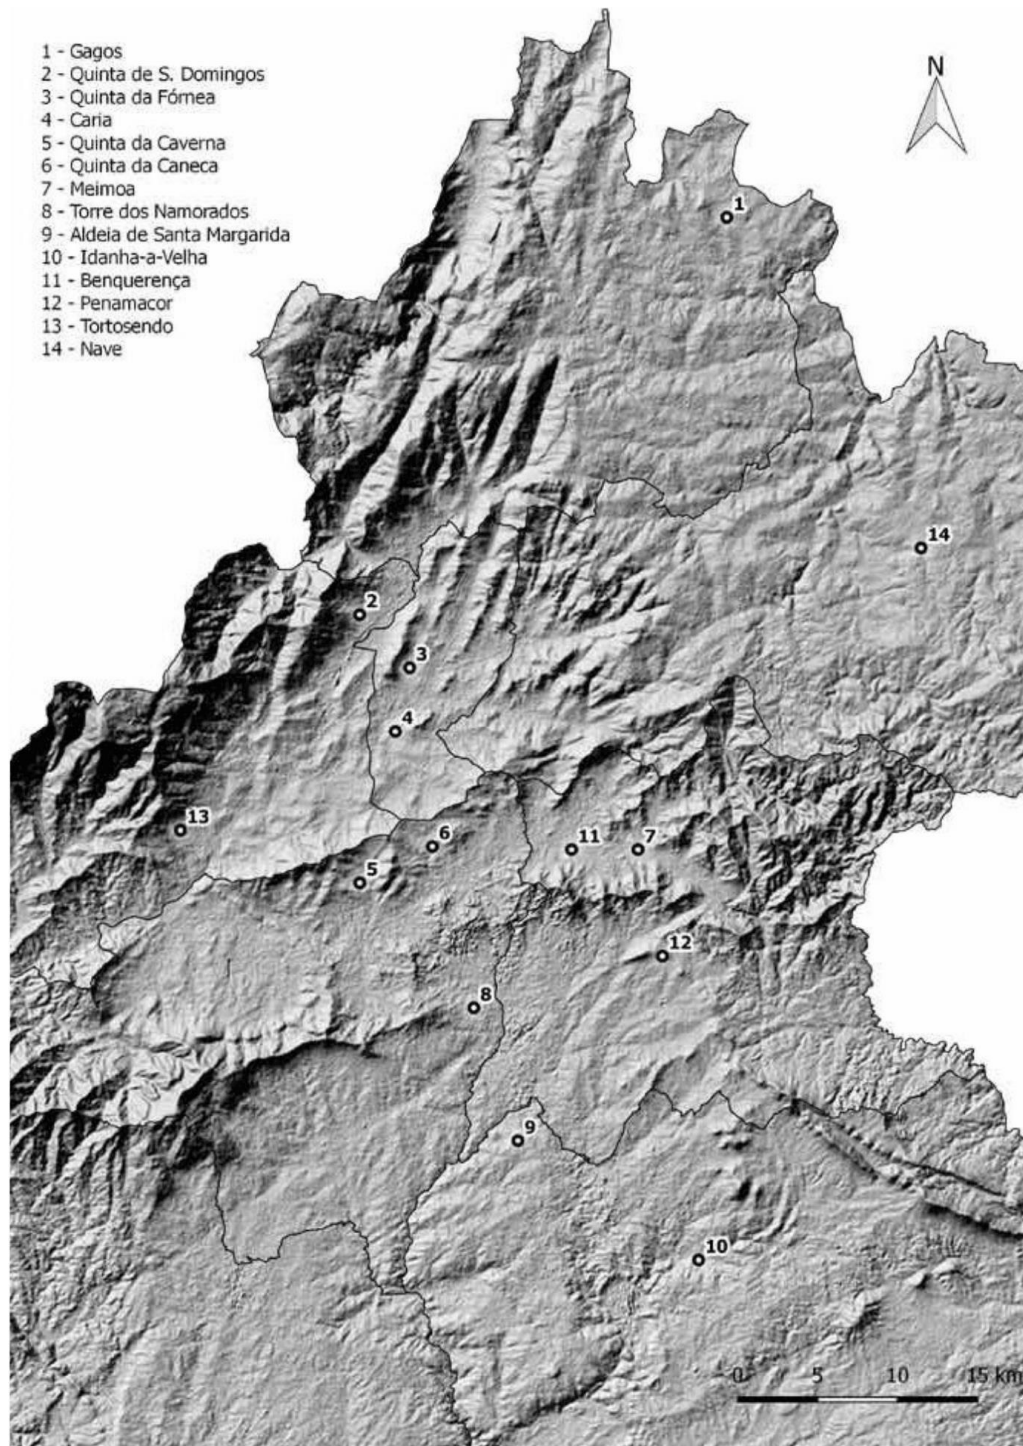 1 - Gagos
2 - Quinta de S. Domingos
3 - Quinta da Fórnea
4 - Caria
5 - Quinta da Caverna
6 - Quinta da Caneca
7 - Meimoa
8 - Torre dos Namorados
9 - Aldeia de Santa Margarida
10 - Idanha-a-Velha
11 - Benquerença
12 - Penamacor
13 - Tortosendo
14 - Nave
N
1
14
2
3
4
13
6
11 7
5
12
8
9
10
0 5 10 15 km